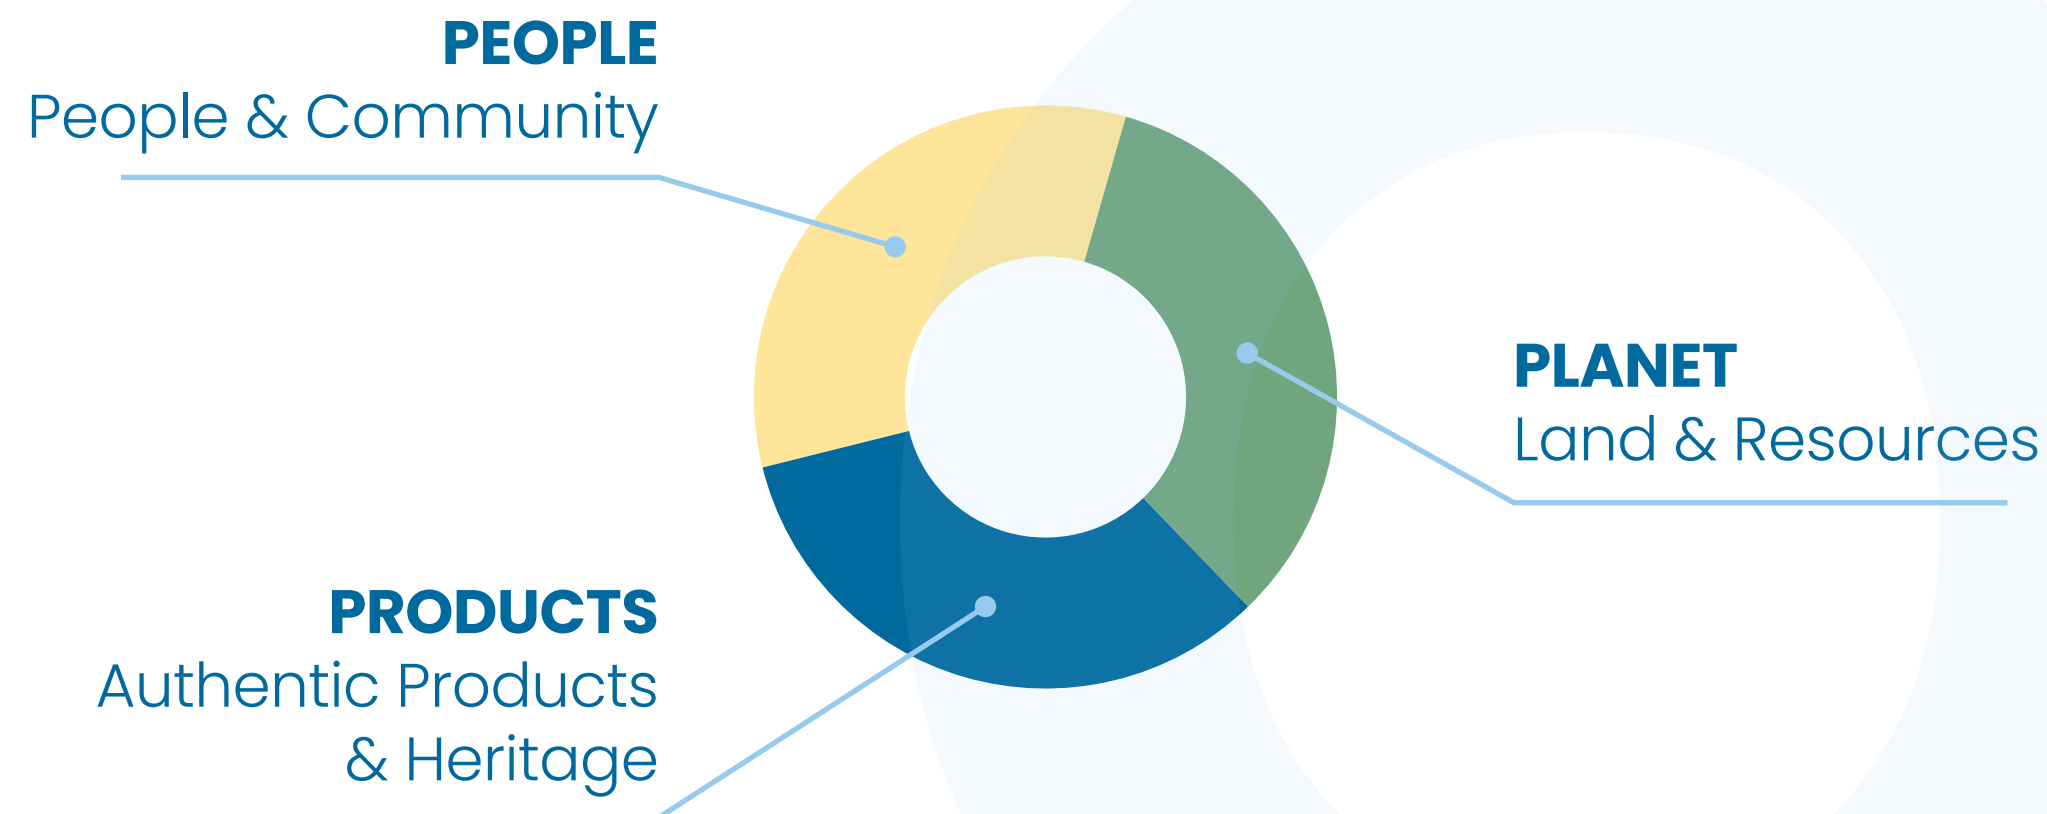 PEOPLE
People & Community
PLANET
Land & Resources
PRODUCTS
Authentic Products
& Heritage